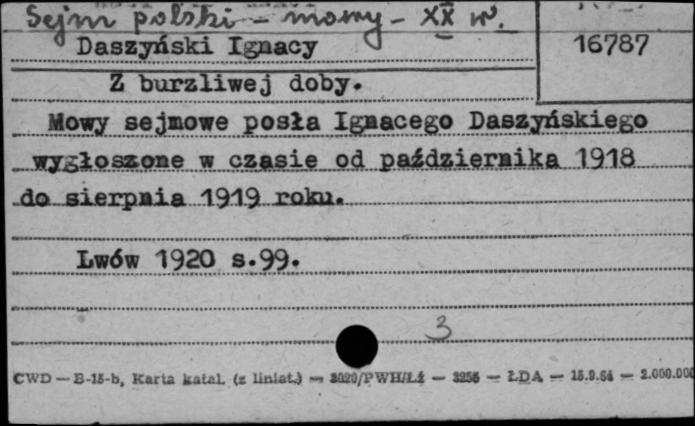 Sejm polski - mowy - XX w.
Daszyński Ignacy
16787
Z burzliwej doby.
Mowy sejmowe posła Ignacego Daszyńskiego
wygłoszone w czasie od października 1918
do sierpnia 1919 roku.
Lwów 1920 s.99.
3
CWD — B-15-b, Karta katal. (z liniat.) — 3020/PWH/Łź — 3256 — ŁDA — 15.9.54 — 2.000.000